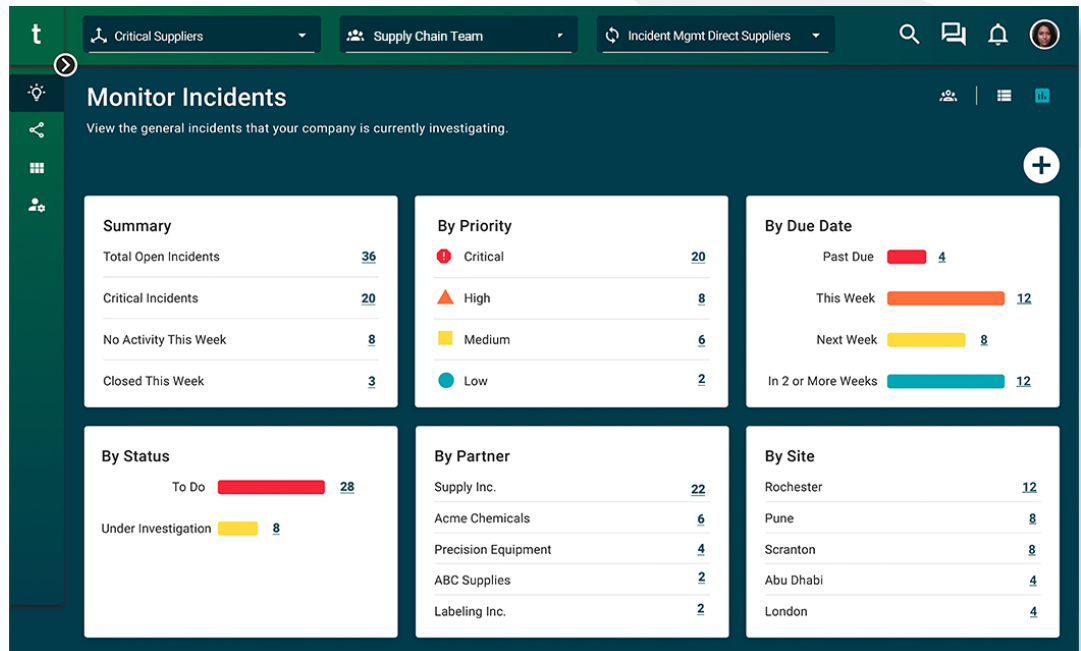 t
Critical Suppliers
Supply Chain Team
Incident Mgmt Direct Suppliers
Monitor Incidents
View the general incidents that your company is currently investigating.
Summary
Total Open Incidents 36
Critical Incidents 20
No Activity This Week 8
Closed This Week 3
By Priority
Critical 20
High 8
Medium 6
Low 2
By Due Date
Past Due 4
This Week 12
Next Week 8
In 2 or More Weeks 12
By Status
To Do 28
Under Investigation 8
By Partner
Supply Inc. 22
Acme Chemicals 6
Precision Equipment 4
ABC Supplies 2
Labeling Inc. 2
By Site
Rochester 12
Pune 8
Scranton 8
Abu Dhabi 4
London 4